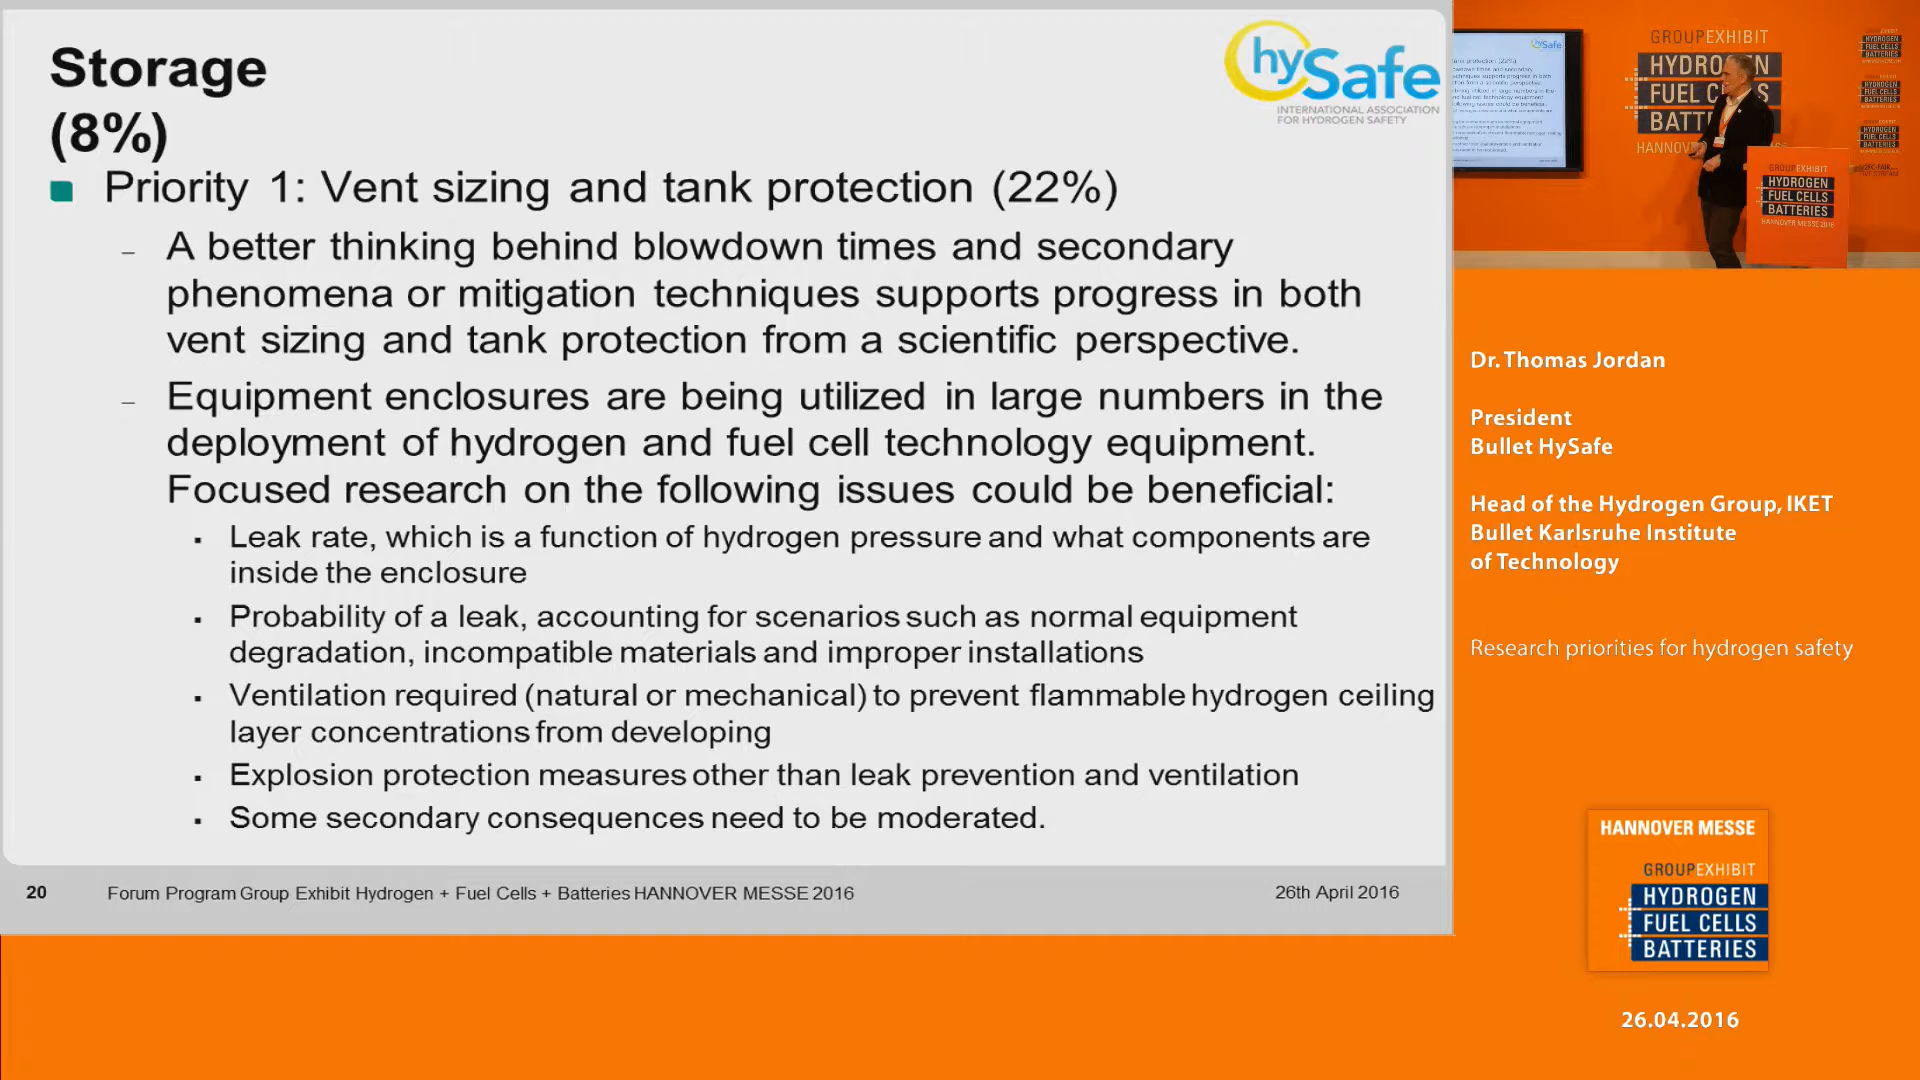 Storage
(8%)
hySafe
INTERNATIONAL ASSOCIATION
FOR HYDROGEN SAFETY
Priority 1: Vent sizing and tank protection (22%)
– A better thinking behind blowdown times and secondary
phenomena or mitigation techniques supports progress in both
vent sizing and tank protection from a scientific perspective.
– Equipment enclosures are being utilized in large numbers in the
deployment of hydrogen and fuel cell technology equipment.
Focused research on the following issues could be beneficial:
▪ Leak rate, which is a function of hydrogen pressure and what components are
inside the enclosure
▪ Probability of a leak, accounting for scenarios such as normal equipment
degradation, incompatible materials and improper installations
▪ Ventilation required (natural or mechanical) to prevent flammable hydrogen ceiling
layer concentrations from developing
▪ Explosion protection measures other than leak prevention and ventilation
▪ Some secondary consequences need to be moderated.
20
Forum Program Group Exhibit Hydrogen + Fuel Cells + Batteries HANNOVER MESSE 2016
26th April 2016
GROUPEXHIBIT
HYDROGEN
FUEL CELLS
BATTERIES
HANNOVER MESSE 2016
Dr. Thomas Jordan
President
Bullet HySafe
Head of the Hydrogen Group, IKET
Bullet Karlsruhe Institute
of Technology
Research priorities for hydrogen safety
HANNOVER MESSE
GROUPEXHIBIT
HYDROGEN
FUEL CELLS
BATTERIES
26.04.2016